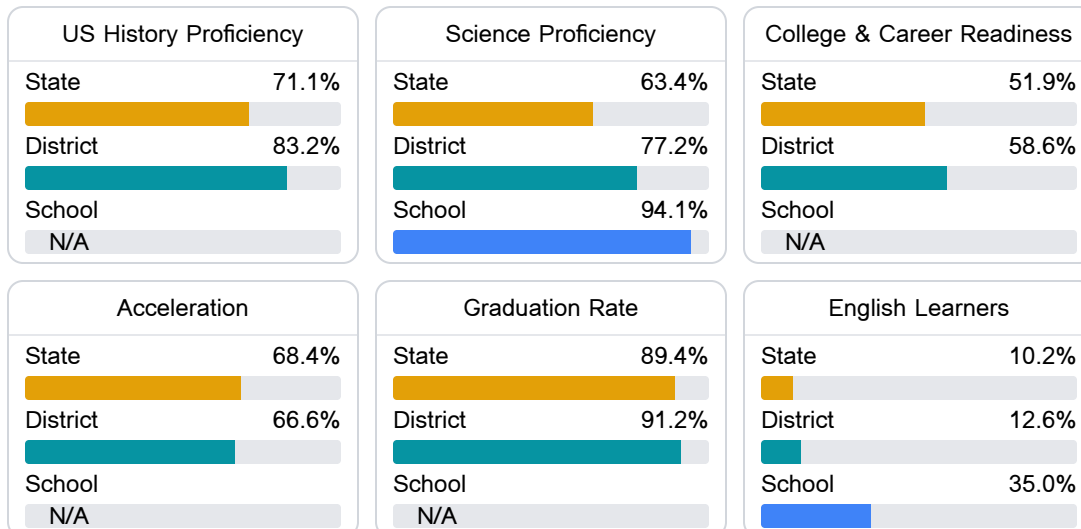 US History Proficiency
State 71.1%
District 83.2%
School
N/A
Science Proficiency
State 63.4%
District 77.2%
School 94.1%
College & Career Readiness
State 51.9%
District 58.6%
School
N/A
Acceleration
State 68.4%
District 66.6%
School
N/A
Graduation Rate
State 89.4%
District 91.2%
School
N/A
English Learners
State 10.2%
District 12.6%
School 35.0%